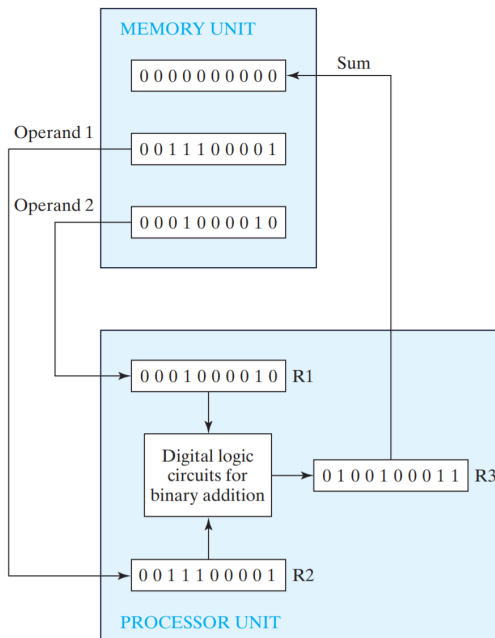 MEMORY UNIT
Sum
0 0 0 0 0 0 0 0 0 0
Operand 1
0 0 1 1 1 0 0 0 0 1
Operand 2
0 0 0 1 0 0 0 0 1 0
0 0 0 1 0 0 0 0 1 0 R1
Digital logic
circuits for
binary addition
0 1 0 0 1 0 0 0 1 1 R3
0 0 1 1 1 0 0 0 0 1 R2
PROCESSOR UNIT